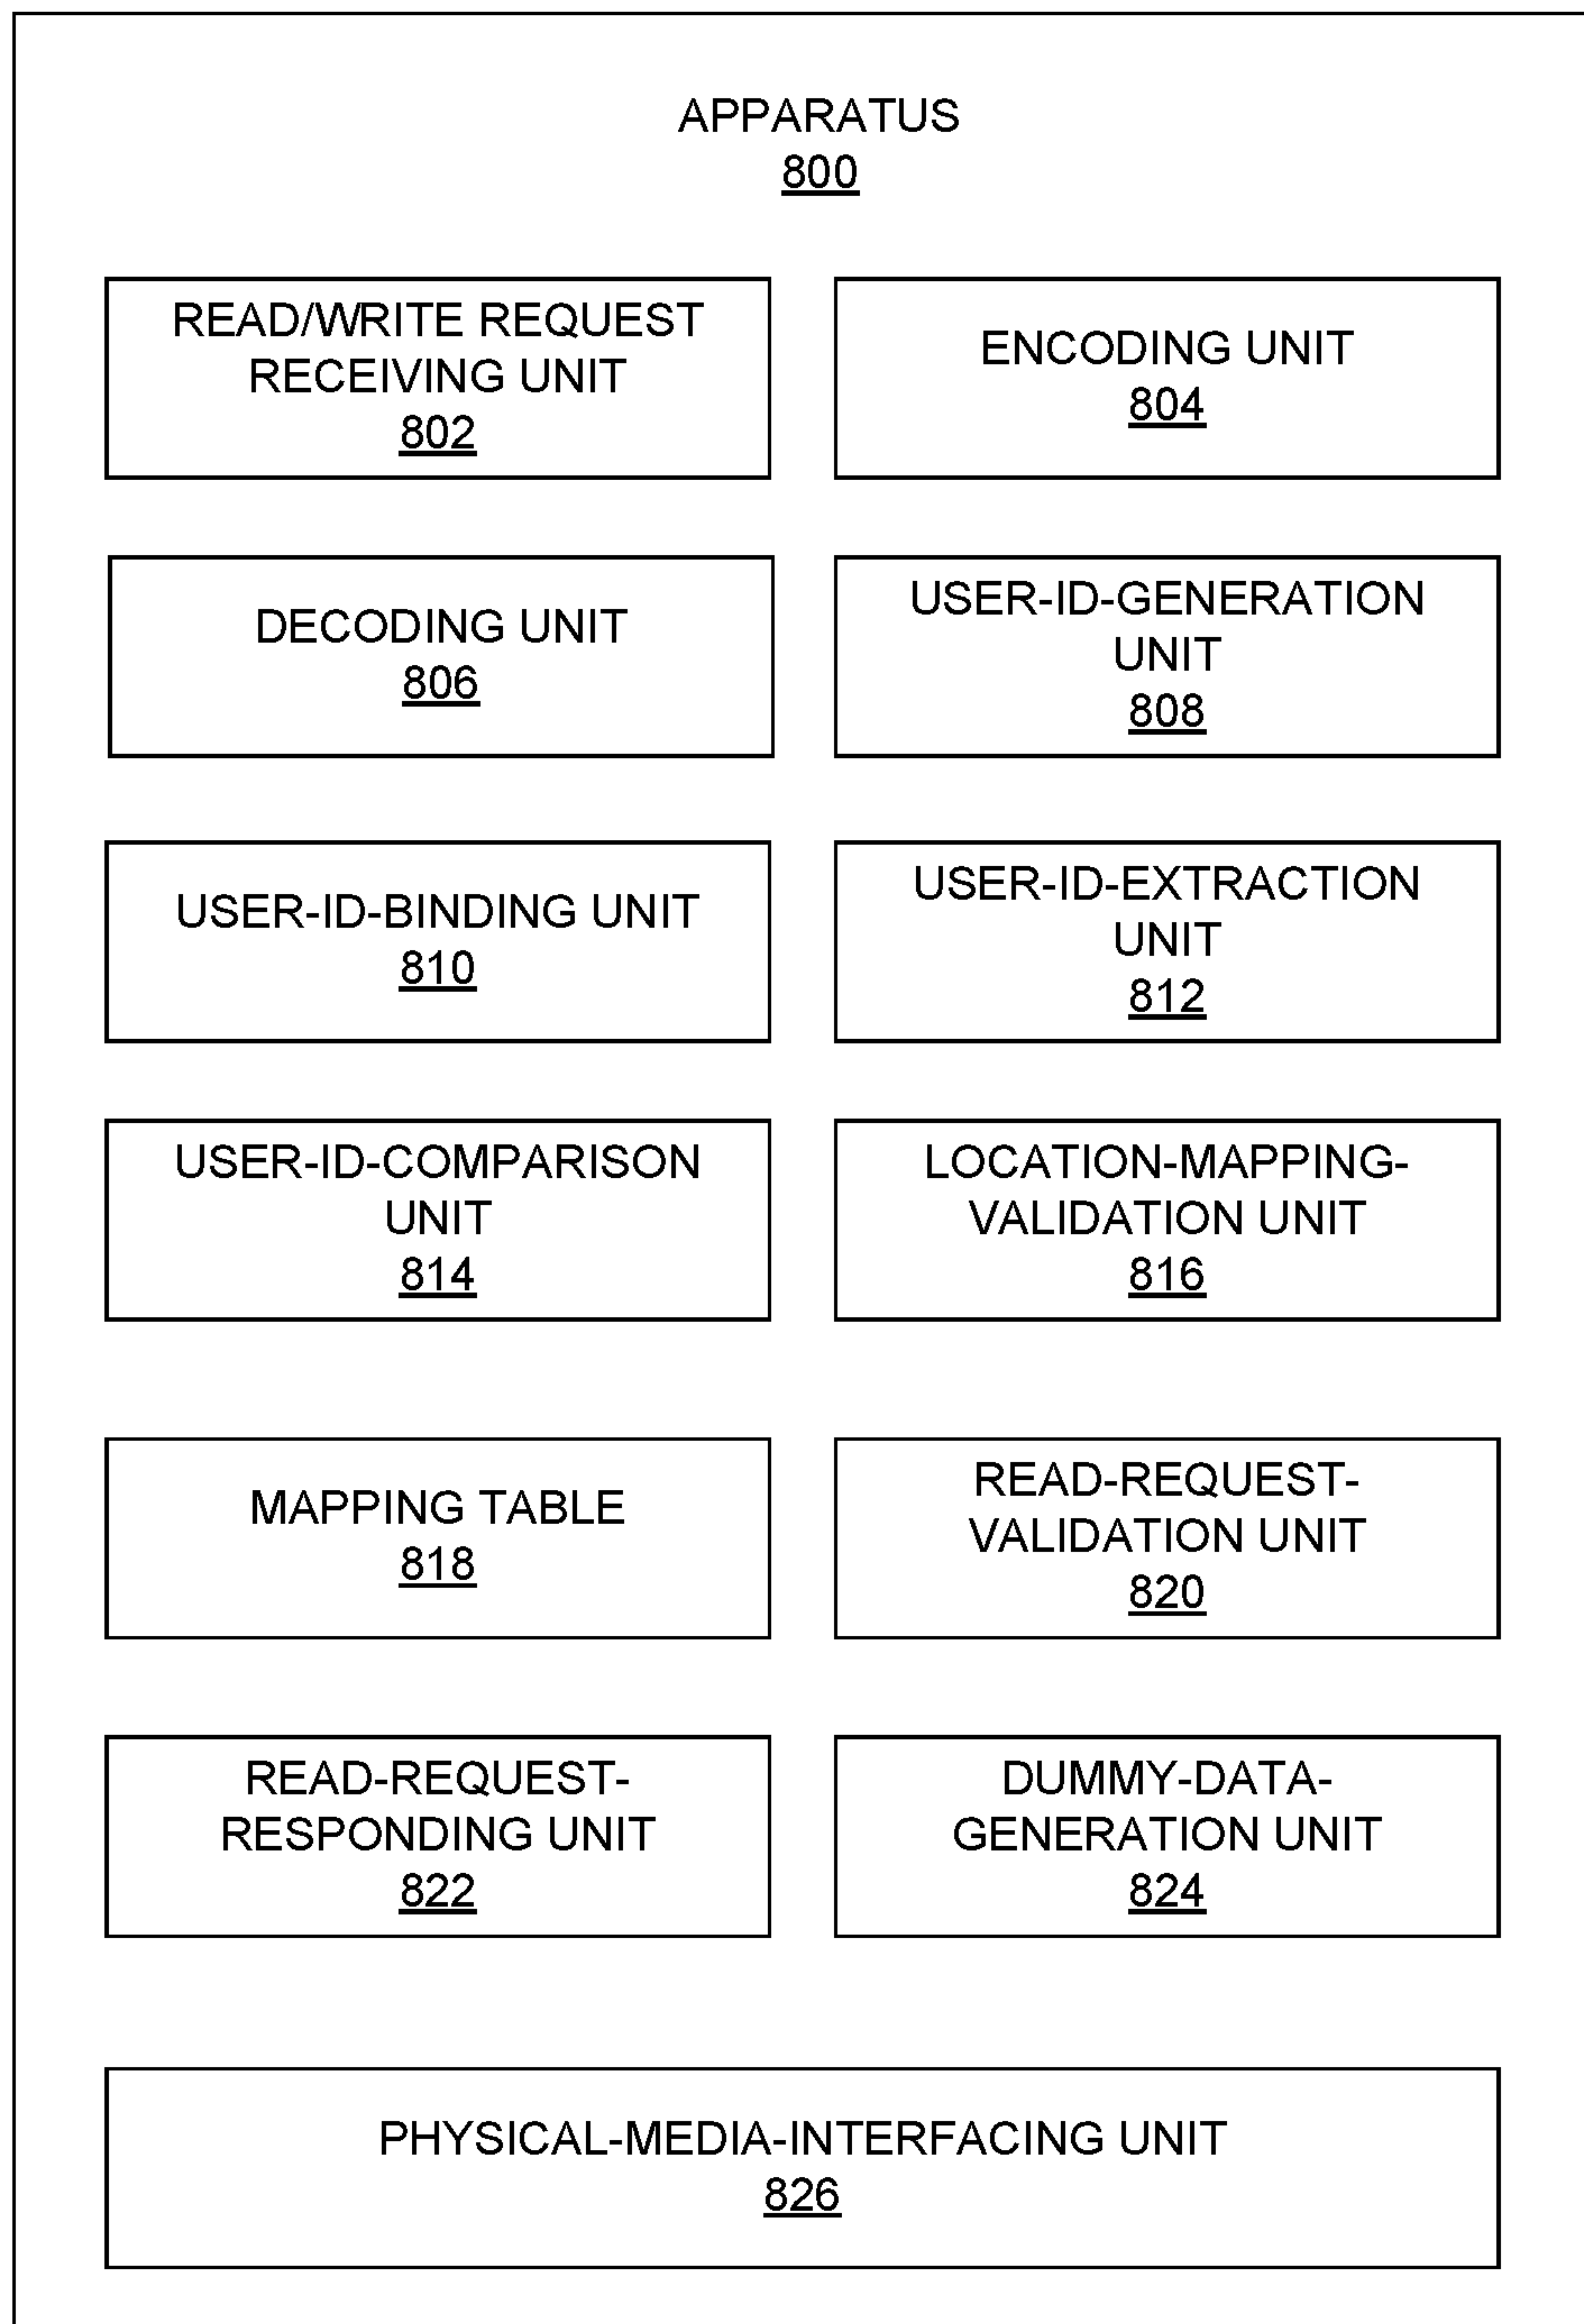 APPARATUS
800
READ/WRITE REQUEST
RECEIVING UNIT
802
ENCODING UNIT
804
DECODING UNIT
806
USER-ID-GENERATION
UNIT
808
USER-ID-BINDING UNIT
810
USER-ID-EXTRACTION
UNIT
812
USER-ID-COMPARISON
UNIT
814
LOCATION-MAPPING-
VALIDATION UNIT
816
MAPPING TABLE
818
READ-REQUEST-
VALIDATION UNIT
820
READ-REQUEST-
RESPONDING UNIT
822
DUMMY-DATA-
GENERATION UNIT
824
PHYSICAL-MEDIA-INTERFACING UNIT
826